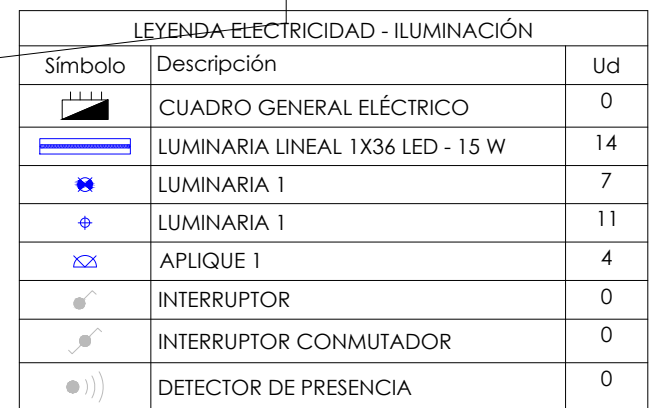 LEYENDA ELECTRICIDAD - ILUMINACIÓN
Símbolo Descripción Ud
CUADRO GENERAL ELÉCTRICO 0
LUMINARIA LINEAL 1X36 LED - 15 W 14
LUMINARIA 1 7
LUMINARIA 1 11
APLIQUE 1 4
INTERRUPTOR 0
INTERRUPTOR CONMUTADOR 0
DETECTOR DE PRESENCIA 0